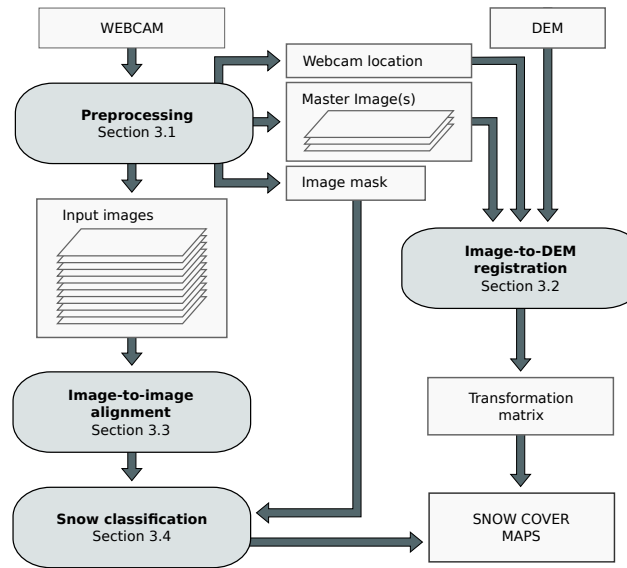 WEBCAM
DEM
Webcam location
Preprocessing
Section 3.1
Master Image(s)
Image mask
Input images
Image-to-DEM
registration
Section 3.2
Image-to-image
alignment
Section 3.3
Transformation
matrix
Snow classification
Section 3.4
SNOW COVER
MAPS